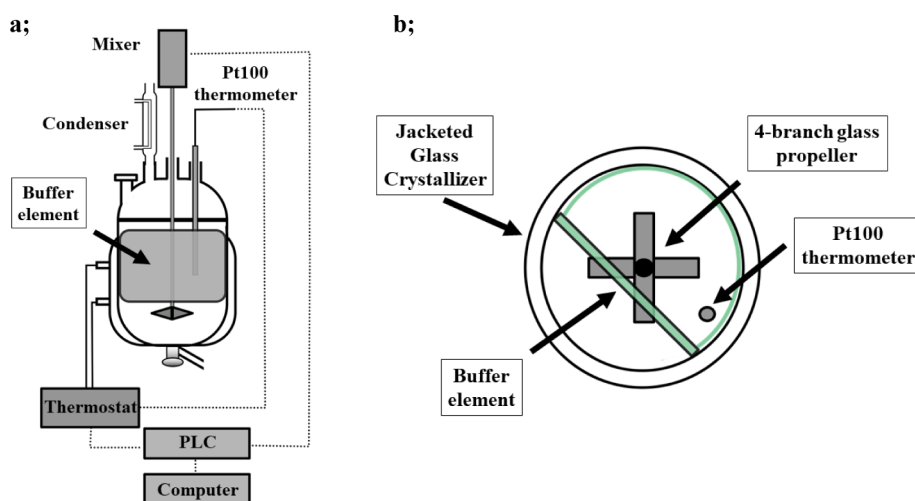 a;
Mixer
Pt100
thermometer
Condenser
Buffer
element
Thermostat
PLC
Computer
b;
Jacketed
Glass
Crystallizer
4-branch glass
propeller
Pt100
thermometer
Buffer
element